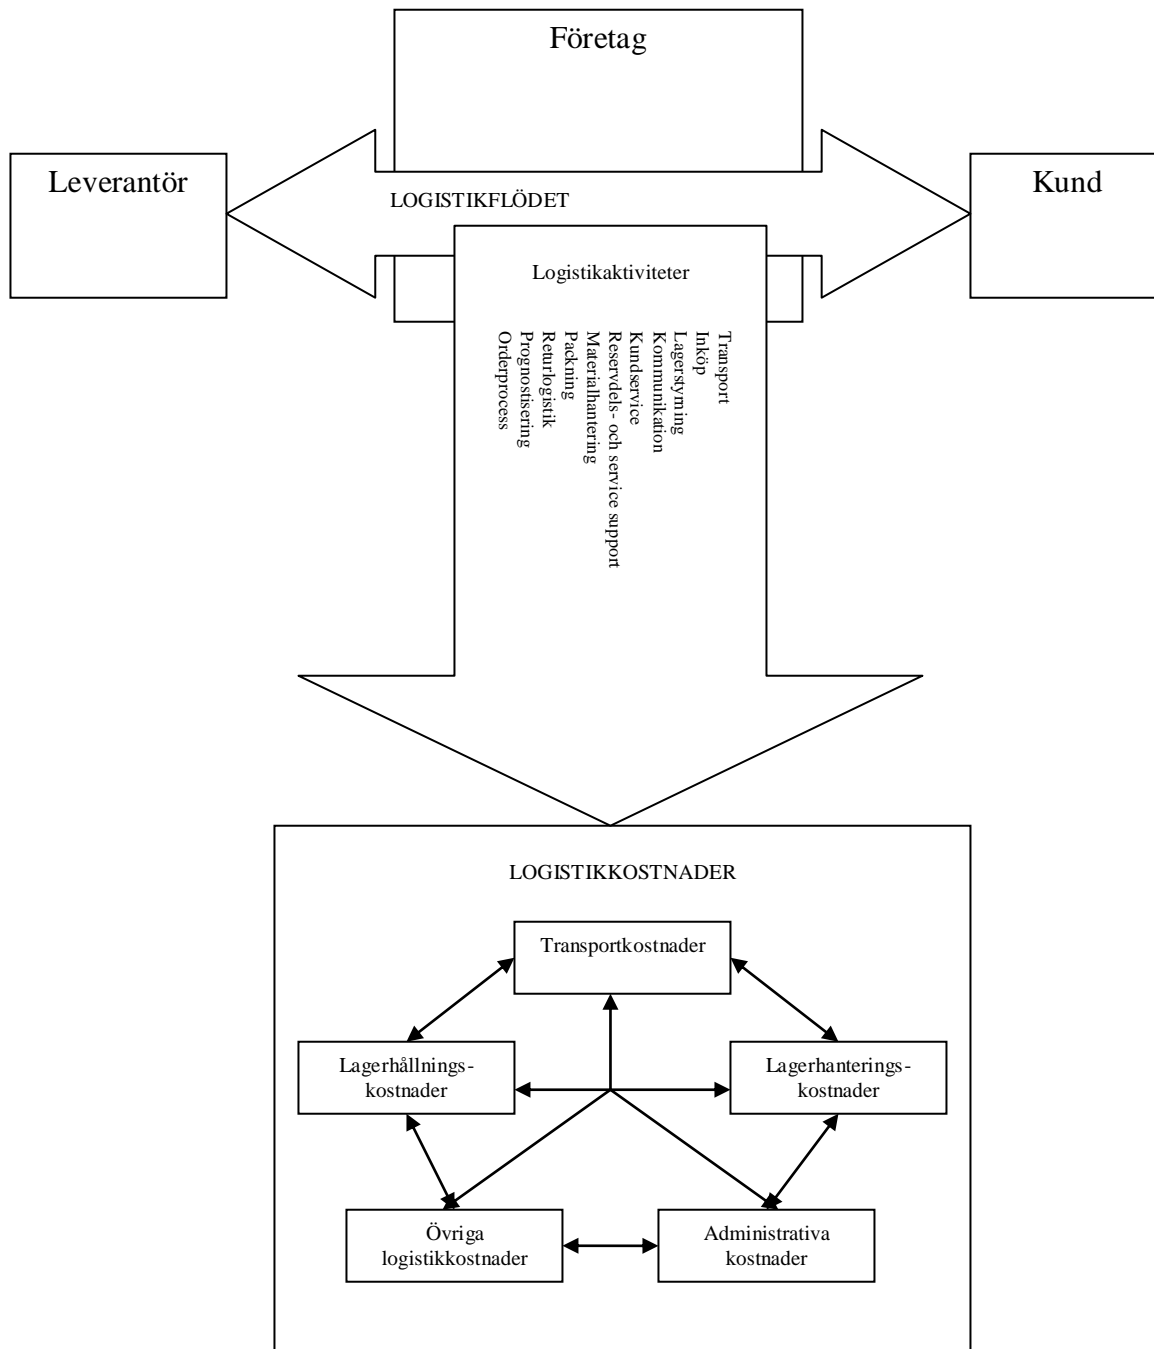 Företag
Leverantör
Kund
LOGISTIKFLÖDET
Logistikaktiviteter
Transport
Inköp
Lagerstyrning
Kommunikation
Kundservice
Reservdels- och service support
Materialhantering
Packning
Returlogistik
Prognostisering
Orderprocess
LOGISTIKKOSTNADER
Transportkostnader
Lagerhållnings-
kostnader
Lagerhanterings-
kostnader
Övriga
logistikkostnader
Administrativa
kostnader